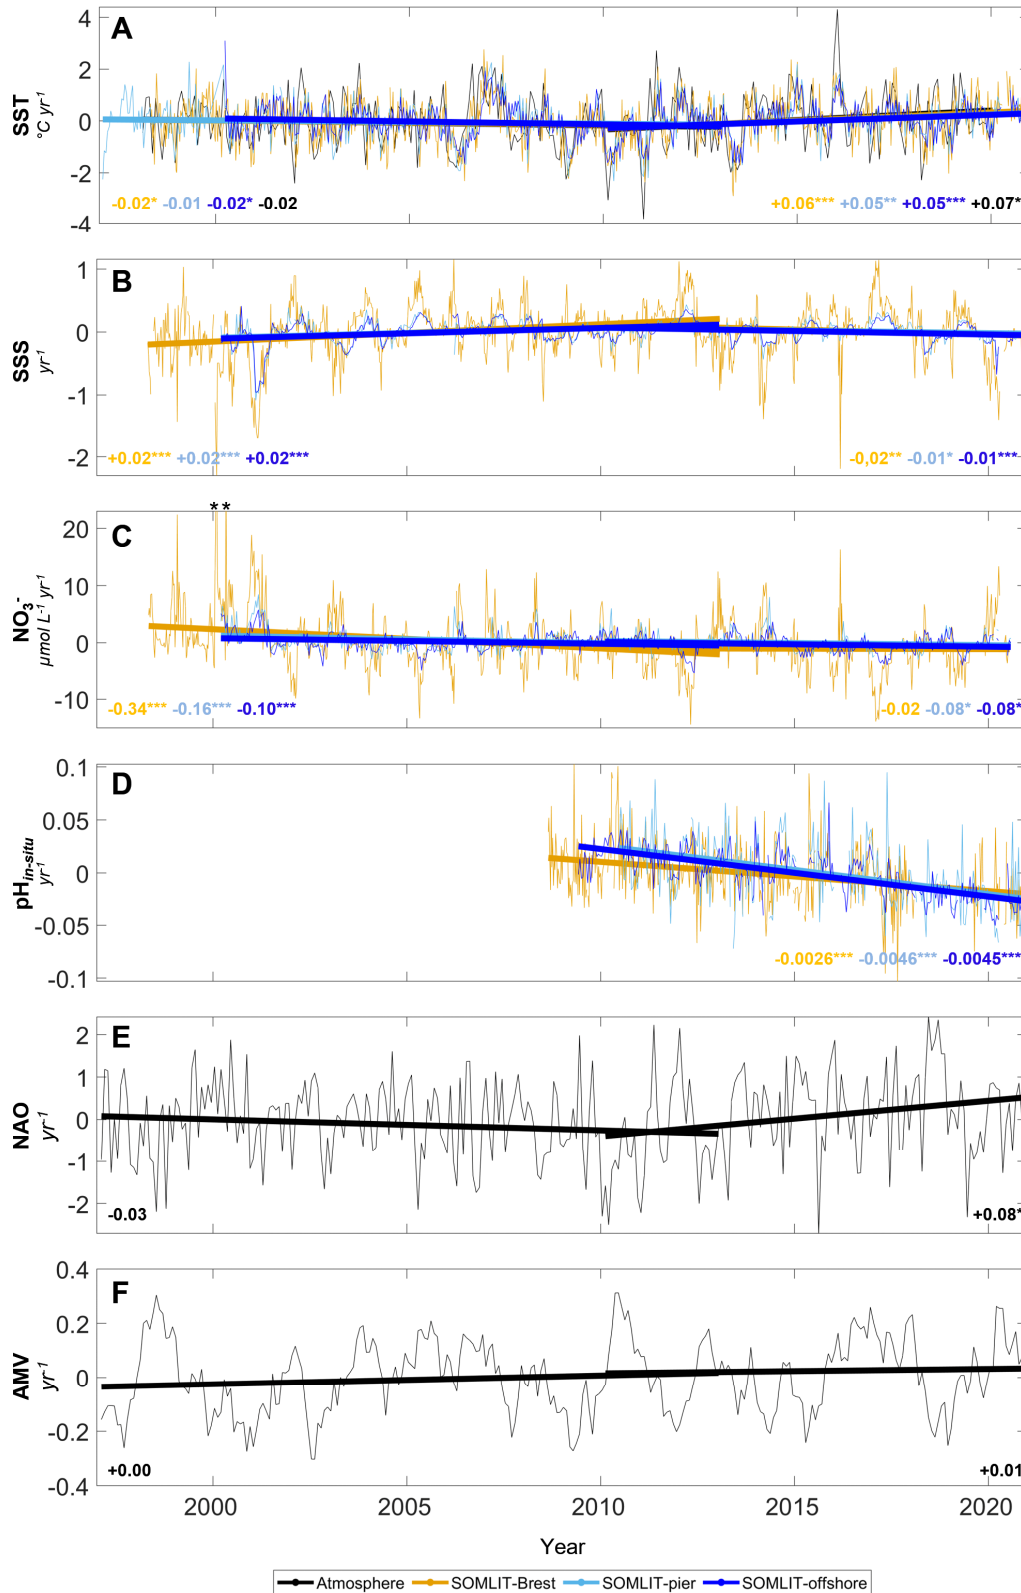 A
SST
°C yr-1
4
2
0
-2
-4
-0.02* -0.01 -0.02* -0.02
+0.06*** +0.05** +0.05*** +0.07*
B
SSS
yr-1
1
0
-1
-2
+0.02*** +0.02*** +0.02***
-0,02** -0.01* -0.01***
**
C
NO3-
µmol L-1 yr-1
20
10
0
-10
-0.34*** -0.16*** -0.10***
-0.02 -0.08* -0.08*
D
pHin-situ
yr-1
0.1
0.05
0
-0.05
-0.1
-0.0026*** -0.0046*** -0.0045***
E
NAO
yr-1
2
1
0
-1
-2
-0.03
+0.08*
F
AMV
yr-1
0.4
0.2
0
-0.2
-0.4
+0.00
+0.01
2000 2005 2010 2015 2020
Year
Atmosphere SOMLIT-Brest SOMLIT-pier SOMLIT-offshore